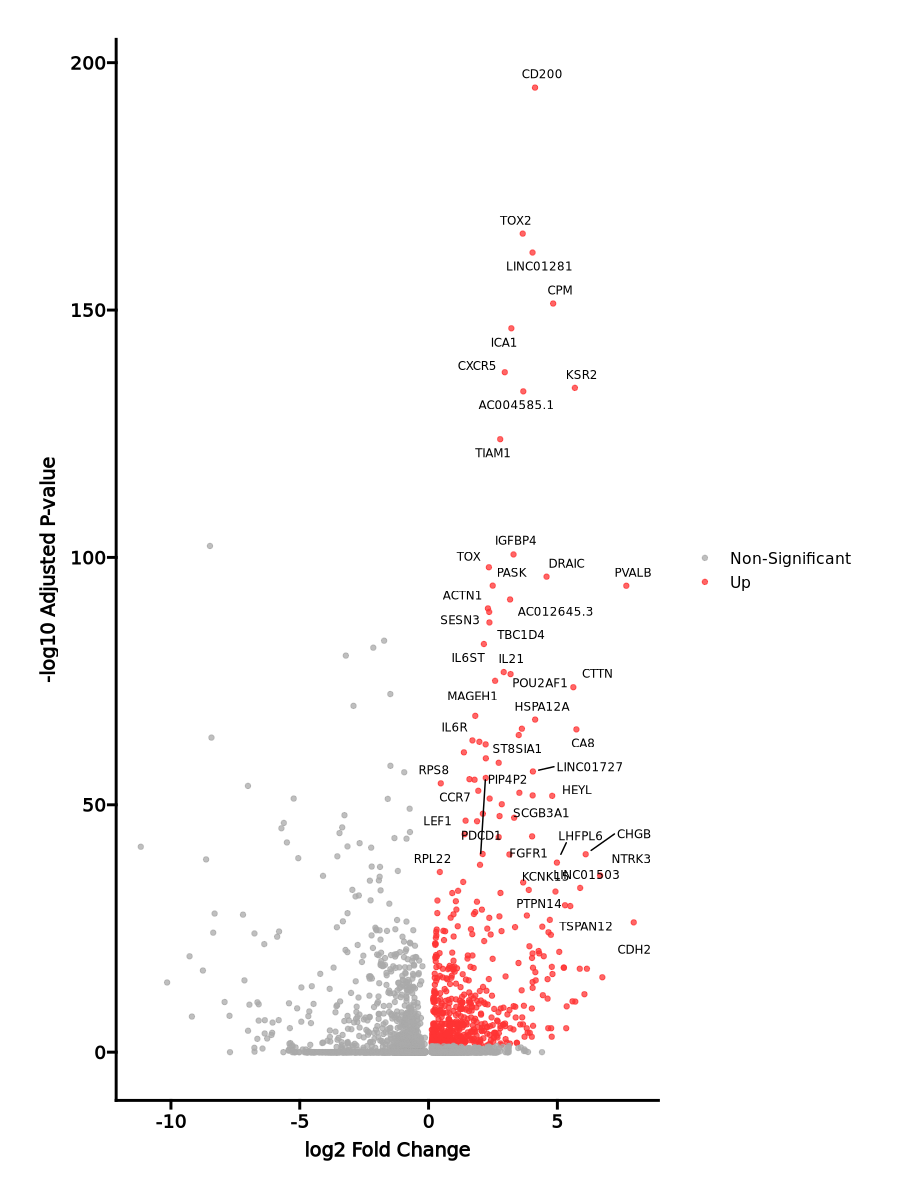 200
CD200
TOX2
LINC01281
CPM
150
ICA1
CXCR5
KSR2
AC004585.1
TIAM1
IGFBP4
TOX
DRAIC
100
PASK
PVALB
Non-Significant
Up
ACTN1
AC012645.3
SESN3
TBC1D4
IL6ST
IL21
CTTN
POU2AF1
MAGEH1
HSPA12A
IL6R
CA8
ST8SIA1
LINC01727
RPS8
PIP4P2
HEYL
CCR7
50
SCGB3A1
LEF1
PDCD1
LHFPL6
CHGB
FGFR1
NTRK3
RPL22
KCNK15
LINC01503
PTPN14
TSPAN12
CDH2
0
-10
-5
0
5
log2 Fold Change
-log10 Adjusted P-value